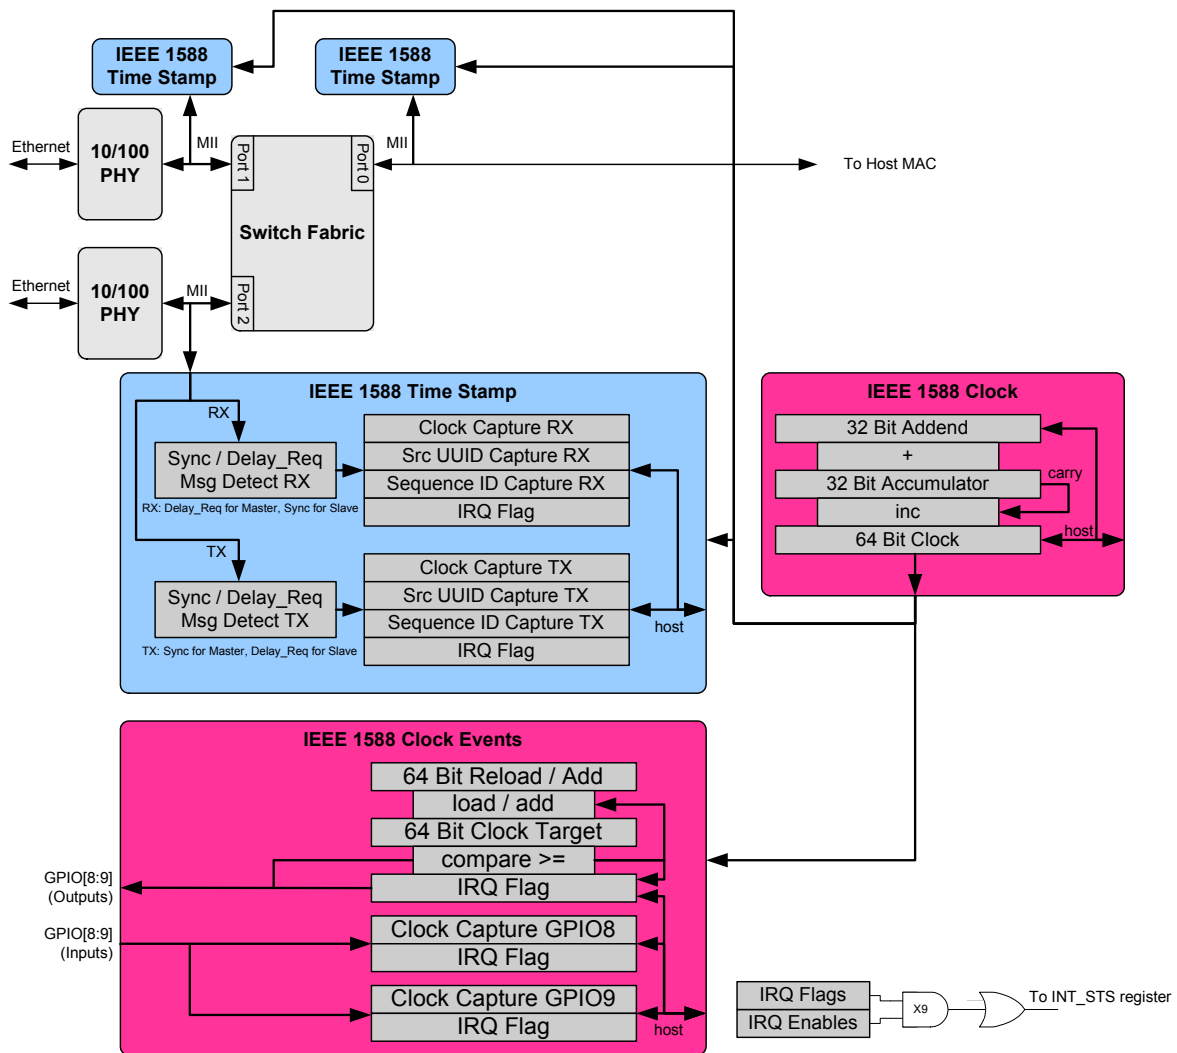 IEEE 1588
Time Stamp
IEEE 1588
Time Stamp
Ethernet
10/100
PHY
MII
Port 1
Port 0
MII
To Host MAC
Switch Fabric
Ethernet
10/100
PHY
MII
Port 2
IEEE 1588 Time Stamp
RX
Sync / Delay_Req
Msg Detect RX
RX: Delay_Req for Master, Sync for Slave
Clock Capture RX
Src UUID Capture RX
Sequence ID Capture RX
IRQ Flag
TX
Sync / Delay_Req
Msg Detect TX
TX: Sync for Master, Delay_Req for Slave
Clock Capture TX
Src UUID Capture TX
Sequence ID Capture TX
IRQ Flag
host
IEEE 1588 Clock
32 Bit Addend
+
carry
32 Bit Accumulator
inc
host
64 Bit Clock
IEEE 1588 Clock Events
64 Bit Reload / Add
load / add
64 Bit Clock Target
compare >=
IRQ Flag
GPIO[8:9]
(Outputs)
GPIO[8:9]
(Inputs)
Clock Capture GPIO8
IRQ Flag
Clock Capture GPIO9
IRQ Flag
host
IRQ Flags
IRQ Enables
X9
To INT_STS register